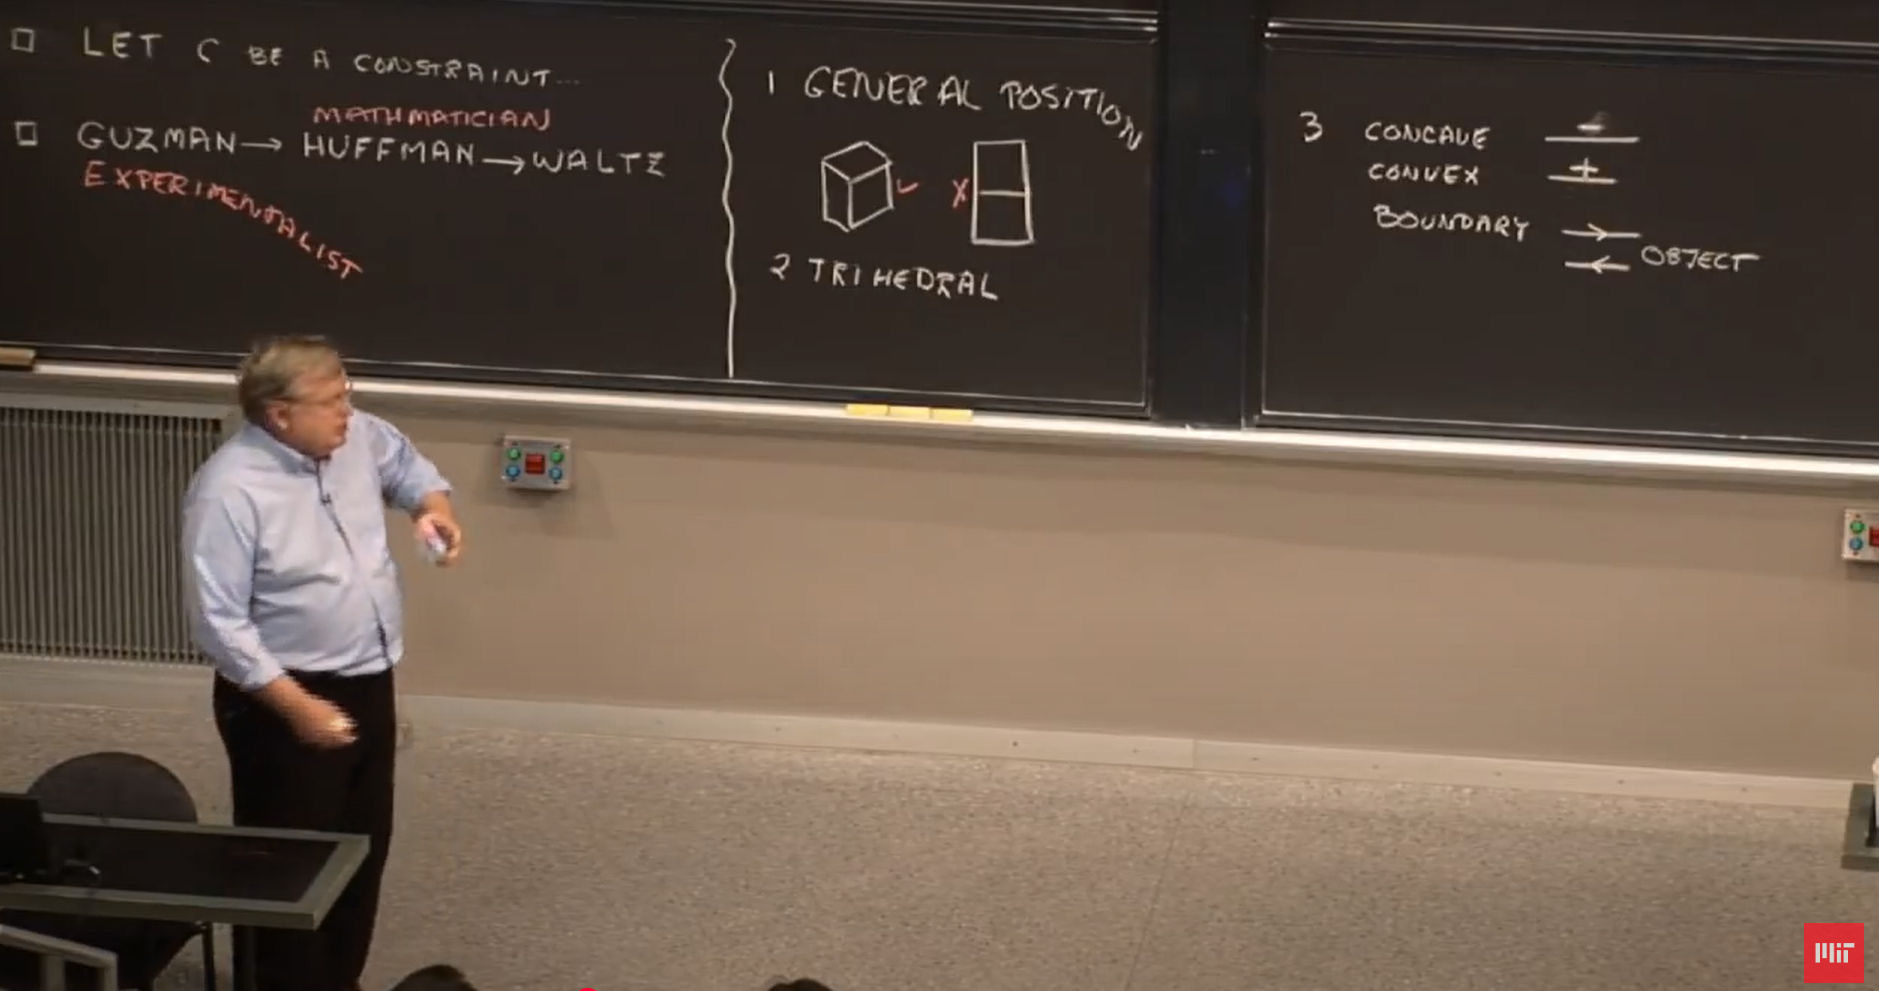 LET C BE A CONSTRAINT...
MATHMATICIAN
GUZMAN → HUFFMAN → WALTZ
EXPERIMENTALIST
1 GENERAL POSITION
✓ X
2 TRIHEDRAL
3 CONCAVE -
CONVEX +
BOUNDARY →
← OBJECT
MIT